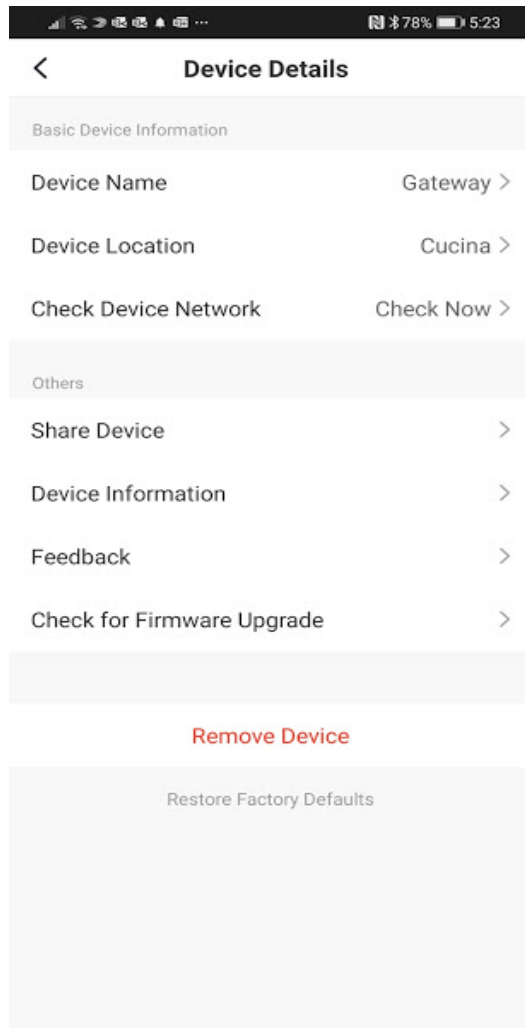 78% 5:23
Device Details
Basic Device Information
Device Name Gateway
Device Location Cucina
Check Device Network Check Now
Others
Share Device
Device Information
Feedback
Check for Firmware Upgrade
Remove Device
Restore Factory Defaults